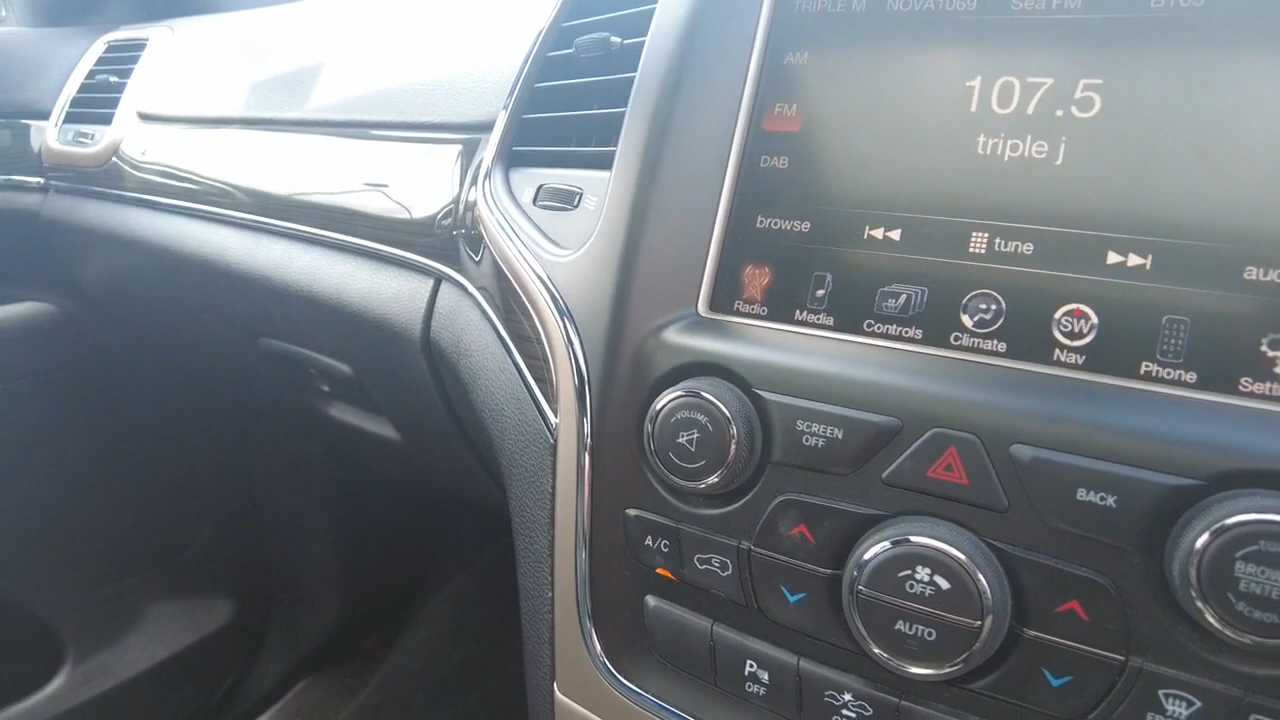 TRIPLE M NOVA1069 Sea FM
AM
107.5
FM
triple j
DAB
browse
tune
Radio
Media
Controls
Climate
SW
Nav
Phone
VOLUME
SCREEN
OFF
BACK
A/C
OFF
AUTO
P
OFF